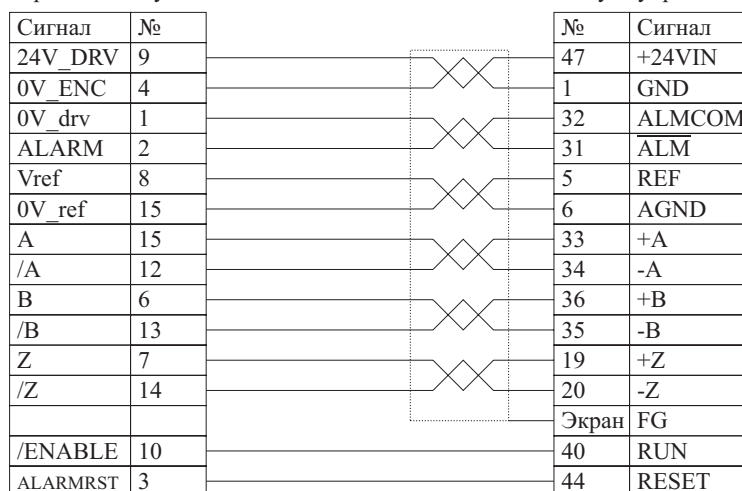 Сигнал № № Сигнал
24V_DRV 9 47 +24VIN
0V_ENC 4 1 GND
0V_drv 1 32 ALMCOM
ALARM 2 31 ALM
Vref 8 5 REF
0V_ref 15 6 AGND
A 15 33 +A
/A 12 34 -A
B 6 36 +B
/B 13 35 -B
Z 7 19 +Z
/Z 14 20 -Z
Экран FG
/ENABLE 10 40 RUN
ALARMRST 3 44 RESET